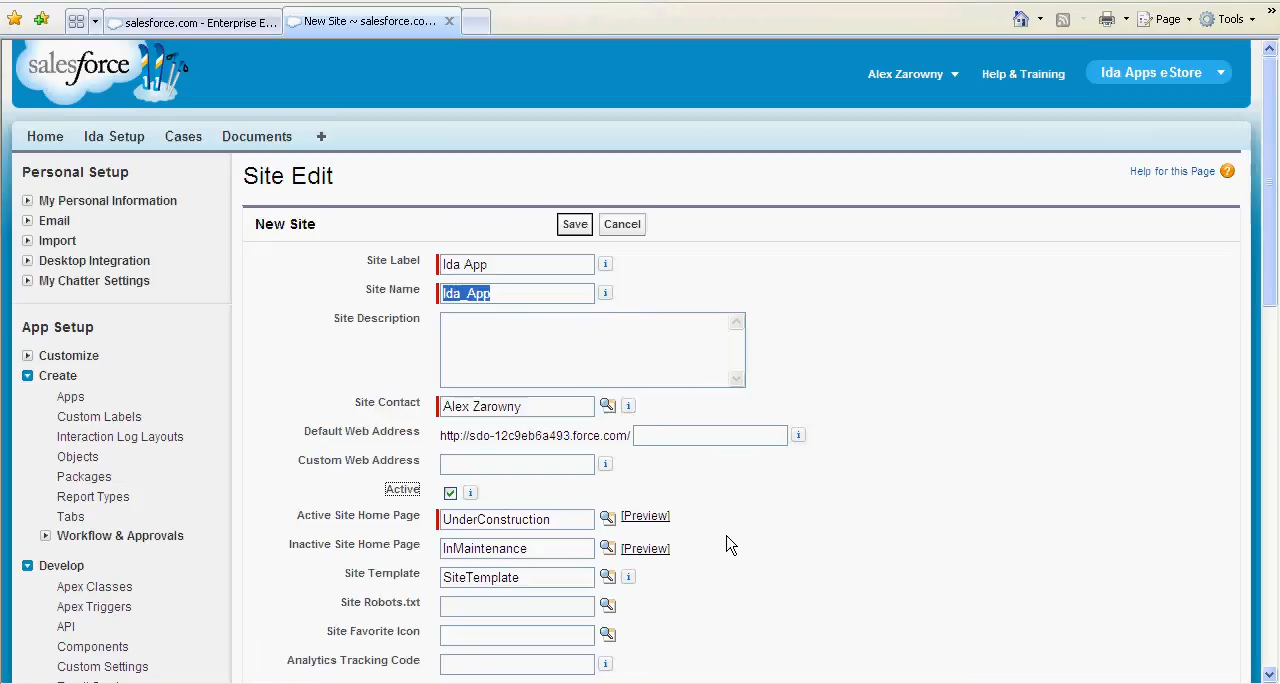 salesforce.com - Enterprise E...
New Site ~ salesforce.co...
Page
Tools
»
salesforce
Alex Zarowny
Help & Training
Ida Apps eStore
Home
Ida Setup
Cases
Documents
+
Personal Setup
My Personal Information
Email
Import
Desktop Integration
My Chatter Settings
App Setup
Customize
Create
Apps
Custom Labels
Interaction Log Layouts
Objects
Packages
Report Types
Tabs
Workflow & Approvals
Develop
Apex Classes
Apex Triggers
API
Components
Custom Settings
Site Edit
Help for this Page ?
New Site
Save
Cancel
Site Label Ida App
Site Name Ida_App
Site Description
Site Contact Alex Zarowny
Default Web Address http://sdo-12c9eb6a493.force.com/
Custom Web Address
Active
Active Site Home Page UnderConstruction [Preview]
Inactive Site Home Page InMaintenance [Preview]
Site Template SiteTemplate
Site Robots.txt
Site Favorite Icon
Analytics Tracking Code